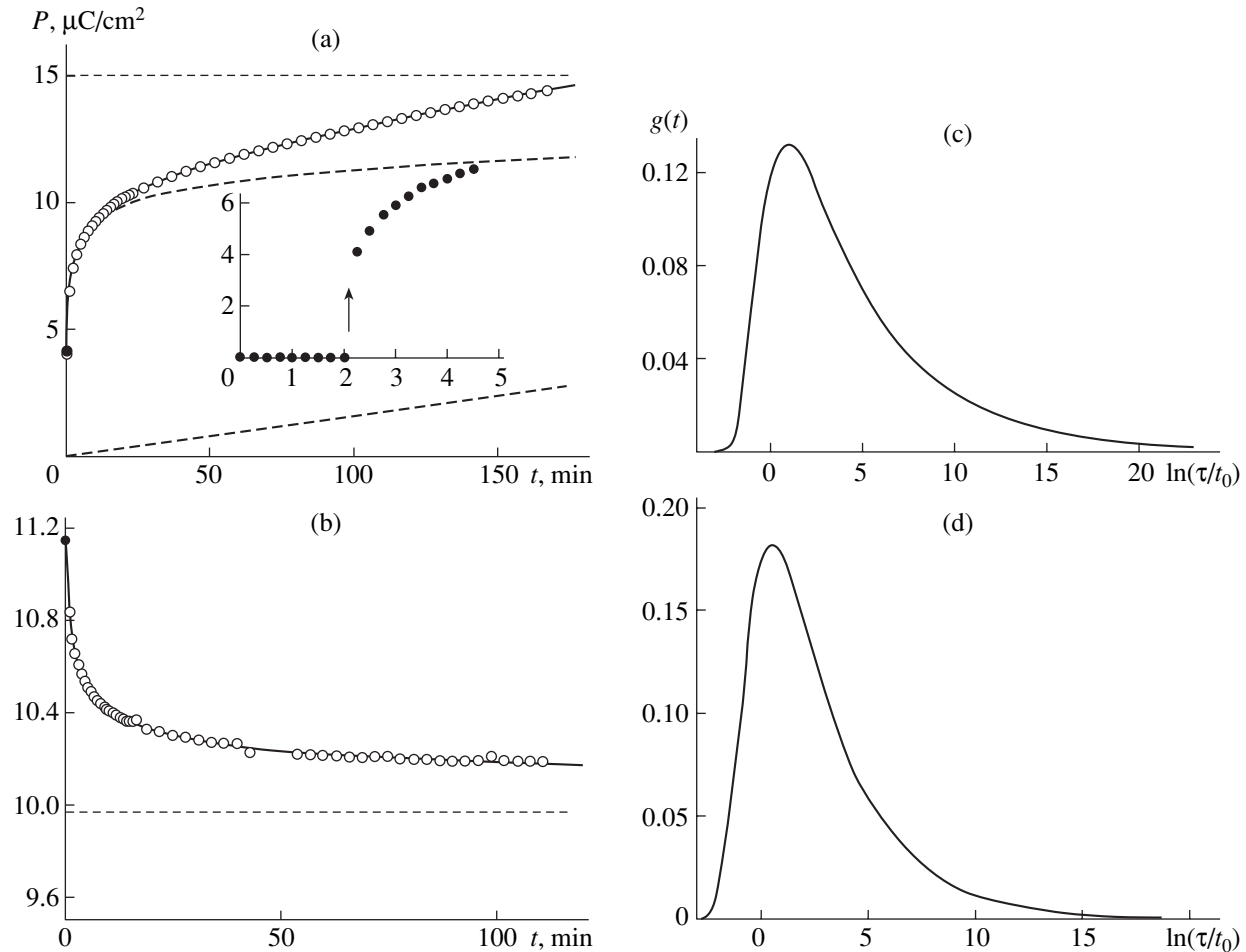 P, μC/cm²
(a)
15
10
5
0
50
100
150 t, min
6
4
2
0 1 2 3 4 5
(b)
11.2
10.8
10.4
10.0
9.6
0
50
100 t, min
g(t)
(c)
0.12
0.08
0.04
0 5 10 15 20 ln(τ/t₀)
(d)
0.20
0.15
0.10
0.05
0
0 5 10 15 ln(τ/t₀)